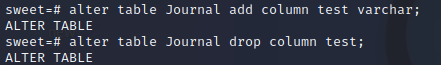 sweet=# alter table Journal add column test varchar;
ALTER TABLE
sweet=# alter table Journal drop column test;
ALTER TABLE